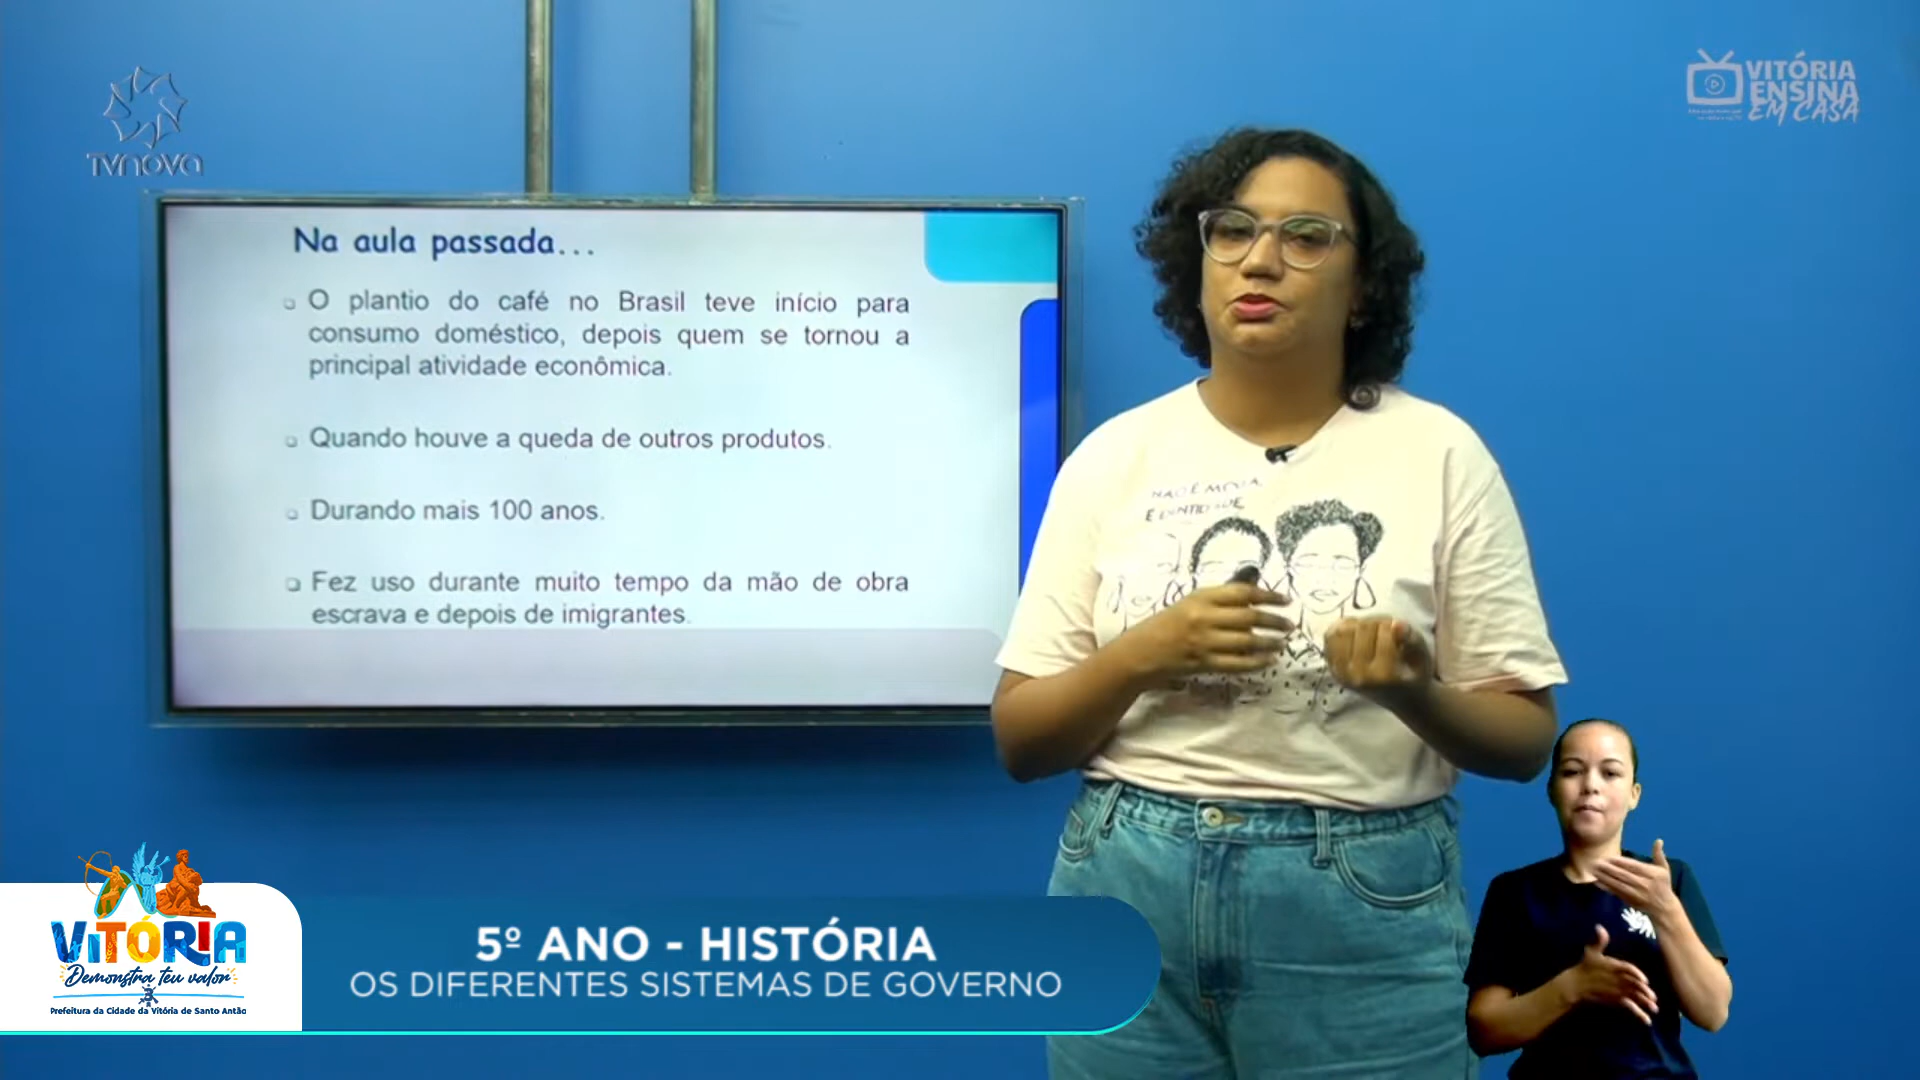 TVNOVA
VITÓRIA
ENSINA
EM CASA
Na aula passada...
O plantio do café no Brasil teve início para
consumo doméstico, depois quem se tornou a
principal atividade econômica.
Quando houve a queda de outros produtos.
Durando mais 100 anos.
Fez uso durante muito tempo da mão de obra
escrava e depois de imigrantes.
NÃO É MODA
É IDENTIDADE
VITÓRIA
Demonstra teu valor
Prefeitura da Cidade da Vitória de Santo Antão
5º ANO - HISTÓRIA
OS DIFERENTES SISTEMAS DE GOVERNO